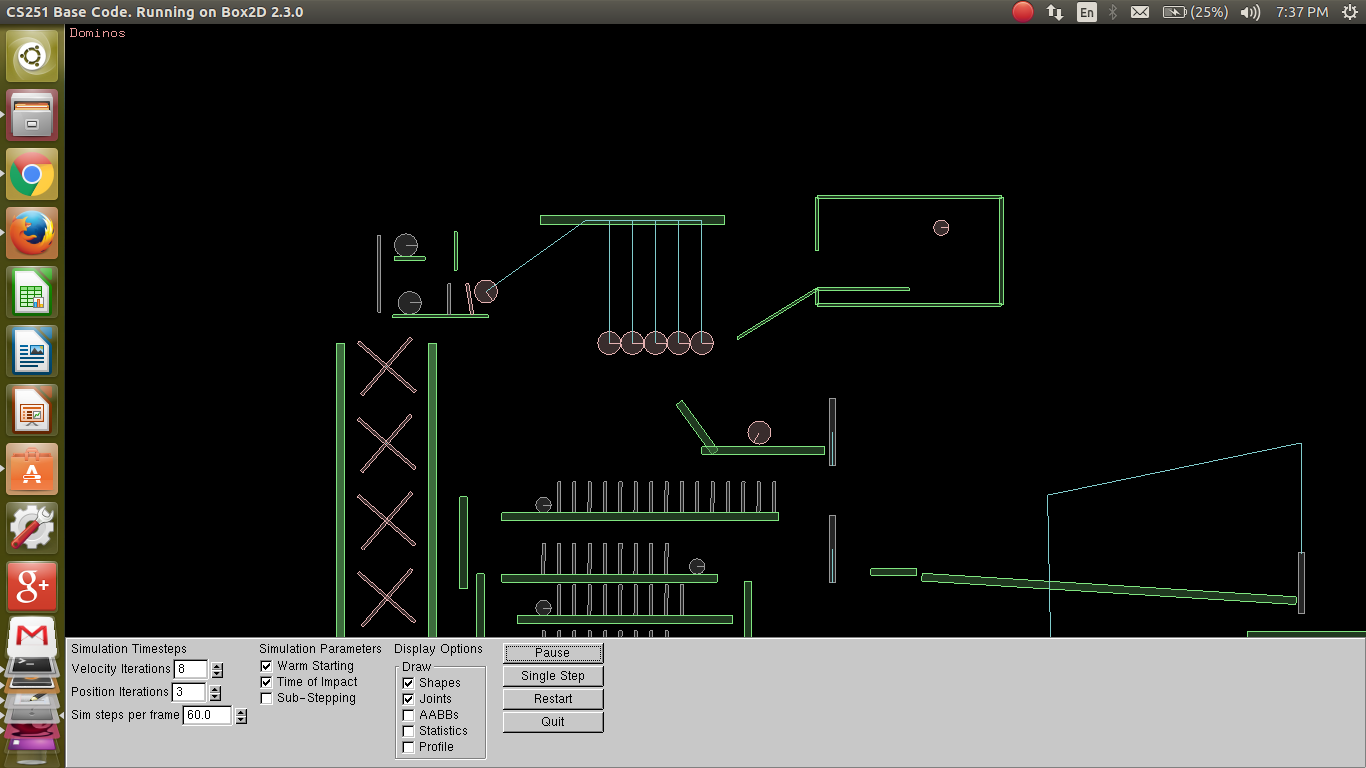 CS251 Base Code. Running on Box2D 2.3.0
En
(25%)
7:37 PM
Dominos
Simulation Timesteps
Velocity Iterations 8
Position Iterations 3
Sim steps per frame 60.0
Simulation Parameters
Warm Starting
Time of Impact
Sub-Stepping
Display Options
Draw
Shapes
Joints
AABBs
Statistics
Profile
Pause
Single Step
Restart
Quit
A
g+